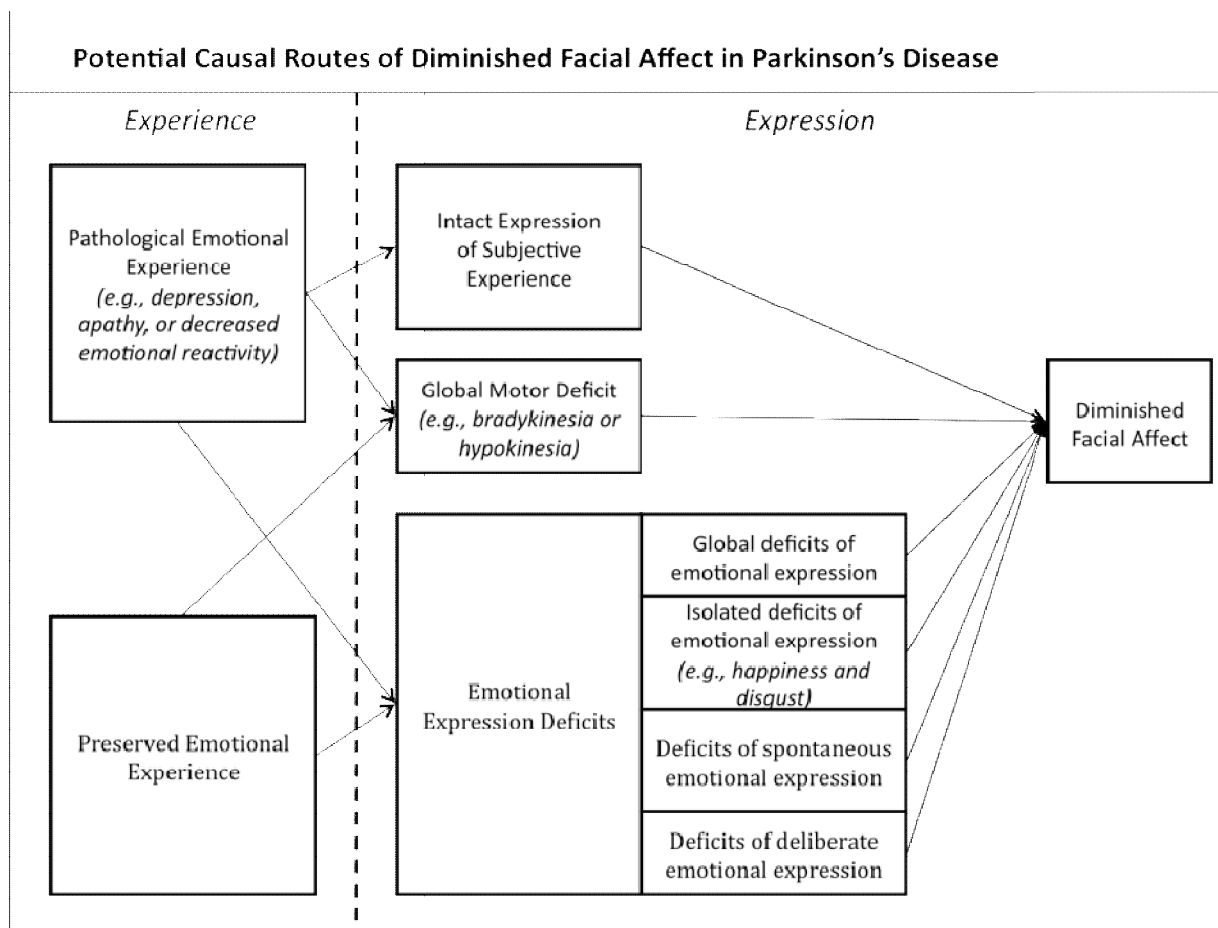 Potential Causal Routes of Diminished Facial Affect in Parkinson's Disease
Experience
Expression
Pathological Emotional
Experience
(e.g., depression,
apathy, or decreased
emotional reactivity)
Intact Expression
of Subjective
Experience
Global Motor Deficit
(e.g., bradykinesia or
hypokinesia)
Diminished
Facial Affect
Preserved Emotional
Experience
Emotional
Expression Deficits
Global deficits of
emotional expression
Isolated deficits of
emotional expression
(e.g., happiness and
disgust)
Deficits of spontaneous
emotional expression
Deficits of deliberate
emotional expression